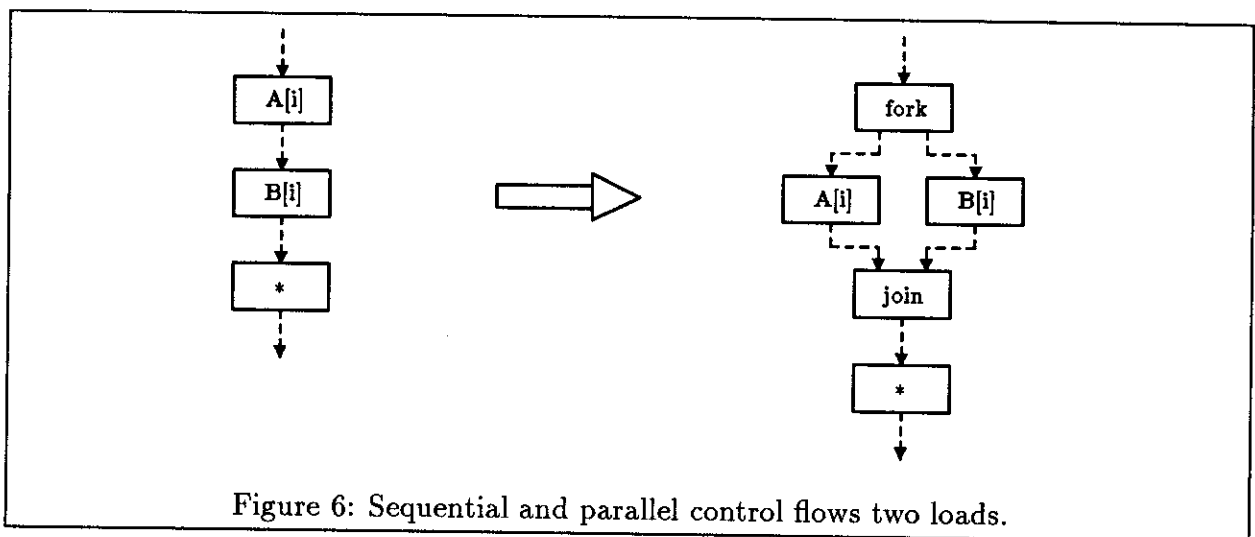 A[i]
B[i]
*
fork
A[i]
B[i]
join
*
Figure 6: Sequential and parallel control flows two loads.